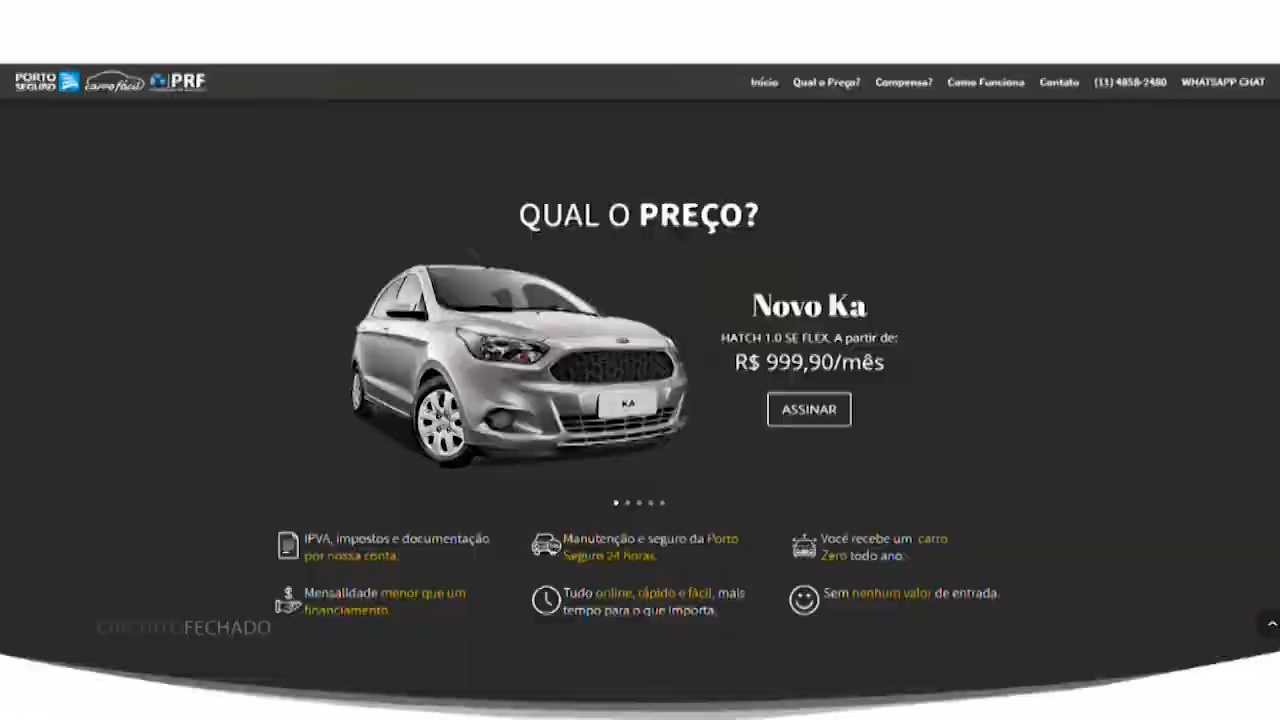 PORTO
SEGURO
carro fácil
PRF
Início Qual o Preço? Compensa? Como Funciona Contato (11) 4858-2480 WHATSAPP CHAT
QUAL O PREÇO?
Novo Ka
HATCH 1.0 SE FLEX. A partir de:
R$ 999,90/mês
KA
ASSINAR
IPVA, impostos e documentação
por nossa conta.
Manutenção e seguro da Porto
Seguro 24 horas.
Você recebe um carro
Zero todo ano.
Mensalidade menor que um
financiamento.
Tudo online, rápido e fácil, mais
tempo para o que importa.
Sem nenhum valor de entrada.
CIRCUITOFECHADO